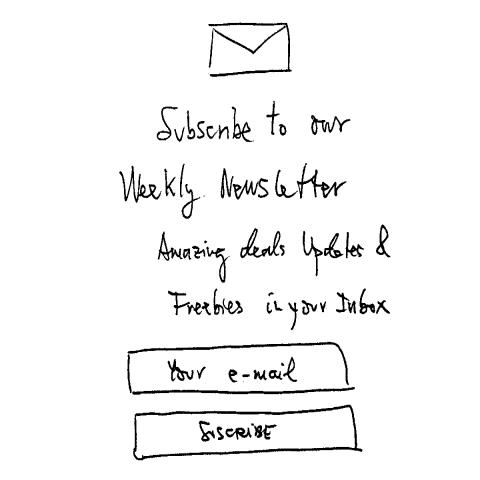 Subscribe to our
Weekly Newsletter
Amazing deals Updates &
Freebies in your Inbox
Your e-mail
SUSCRIBE